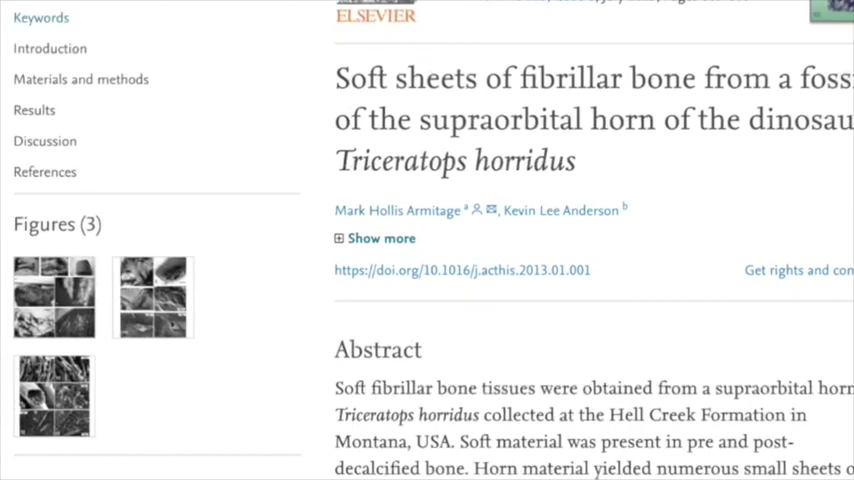 Keywords
Introduction
Materials and methods
Results
Discussion
References
Figures (3)
ELSEVIER
Soft sheets of fibrillar bone from a foss
of the supraorbital horn of the dinosau
Triceratops horridus
Mark Hollis Armitage a, Kevin Lee Anderson b
Show more
https://doi.org/10.1016/j.acthis.2013.01.001
Get rights and con
Abstract
Soft fibrillar bone tissues were obtained from a supraorbital horn
Triceratops horridus collected at the Hell Creek Formation in
Montana, USA. Soft material was present in pre and post-
decalcified bone. Horn material yielded numerous small sheets o